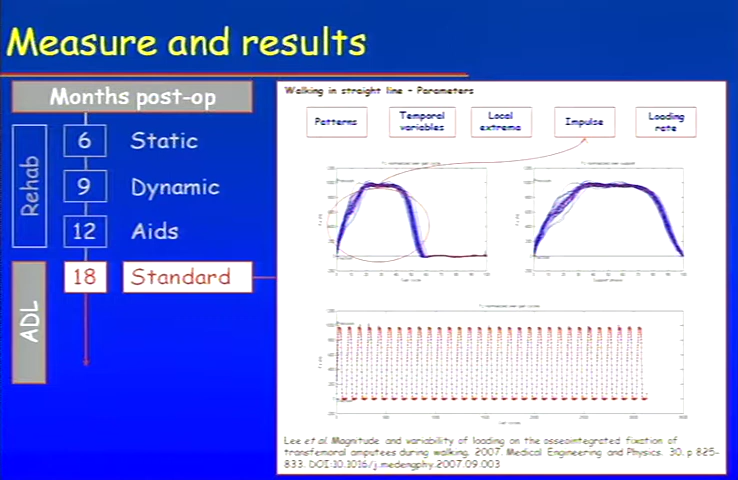 Measure and results
Months post-op
Rehab
6 Static
9 Dynamic
12 Aids
ADL
18 Standard
Walking in straight line - Parameters
Patterns
Temporal
variables
Local
extrema
Impulse
Loading
rate
Lee et al. Magnitude and variability of loading on the osseointegrated fixation of
transfemoral amputees during walking. 2007. Medical Engineering and Physics. 30. p 825-
833. DOI:10.1016/j.medengphy.2007.09.003